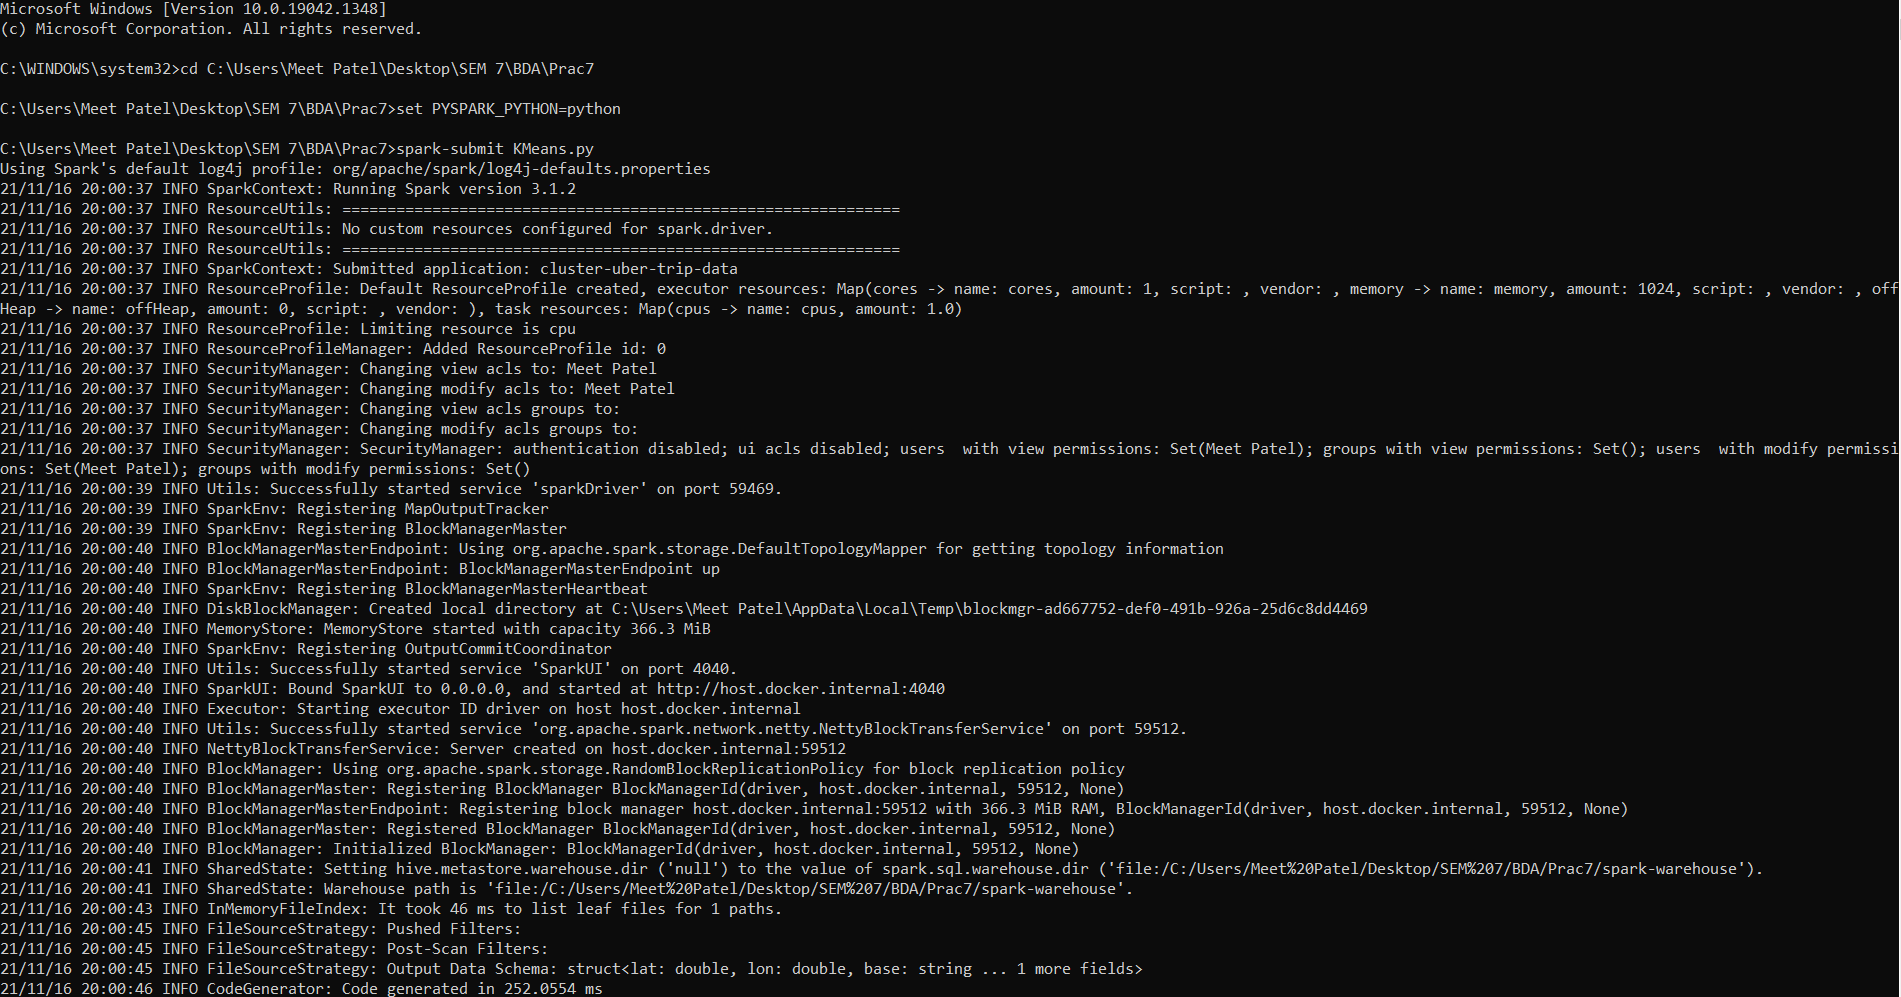 Microsoft Windows [Version 10.0.19042.1348]
(c) Microsoft Corporation. All rights reserved.
C:\WINDOWS\system32>cd C:\Users\Meet Patel\Desktop\SEM 7\BDA\Prac7
C:\Users\Meet Patel\Desktop\SEM 7\BDA\Prac7>set PYSPARK_PYTHON=python
C:\Users\Meet Patel\Desktop\SEM 7\BDA\Prac7>spark-submit KMeans.py
Using Spark's default log4j profile: org/apache/spark/log4j-defaults.properties
21/11/16 20:00:37 INFO SparkContext: Running Spark version 3.1.2
21/11/16 20:00:37 INFO ResourceUtils: ==============================================================
21/11/16 20:00:37 INFO ResourceUtils: No custom resources configured for spark.driver.
21/11/16 20:00:37 INFO ResourceUtils: ==============================================================
21/11/16 20:00:37 INFO SparkContext: Submitted application: cluster-uber-trip-data
21/11/16 20:00:37 INFO ResourceProfile: Default ResourceProfile created, executor resources: Map(cores -> name: cores, amount: 1, script: , vendor: , memory -> name: memory, amount: 1024, script: , vendor: , off
Heap -> name: offHeap, amount: 0, script: , vendor: ), task resources: Map(cpus -> name: cpus, amount: 1.0)
21/11/16 20:00:37 INFO ResourceProfile: Limiting resource is cpu
21/11/16 20:00:37 INFO ResourceProfileManager: Added ResourceProfile id: 0
21/11/16 20:00:37 INFO SecurityManager: Changing view acls to: Meet Patel
21/11/16 20:00:37 INFO SecurityManager: Changing modify acls to: Meet Patel
21/11/16 20:00:37 INFO SecurityManager: Changing view acls groups to:
21/11/16 20:00:37 INFO SecurityManager: Changing modify acls groups to:
21/11/16 20:00:37 INFO SecurityManager: SecurityManager: authentication disabled; ui acls disabled; users  with view permissions: Set(Meet Patel); groups with view permissions: Set(); users  with modify permissi
ons: Set(Meet Patel); groups with modify permissions: Set()
21/11/16 20:00:39 INFO Utils: Successfully started service 'sparkDriver' on port 59469.
21/11/16 20:00:39 INFO SparkEnv: Registering MapOutputTracker
21/11/16 20:00:39 INFO SparkEnv: Registering BlockManagerMaster
21/11/16 20:00:40 INFO BlockManagerMasterEndpoint: Using org.apache.spark.storage.DefaultTopologyMapper for getting topology information
21/11/16 20:00:40 INFO BlockManagerMasterEndpoint: BlockManagerMasterEndpoint up
21/11/16 20:00:40 INFO SparkEnv: Registering BlockManagerMasterHeartbeat
21/11/16 20:00:40 INFO DiskBlockManager: Created local directory at C:\Users\Meet Patel\AppData\Local\Temp\blockmgr-ad667752-def0-491b-926a-25d6c8dd4469
21/11/16 20:00:40 INFO MemoryStore: MemoryStore started with capacity 366.3 MiB
21/11/16 20:00:40 INFO SparkEnv: Registering OutputCommitCoordinator
21/11/16 20:00:40 INFO Utils: Successfully started service 'SparkUI' on port 4040.
21/11/16 20:00:40 INFO SparkUI: Bound SparkUI to 0.0.0.0, and started at http://host.docker.internal:4040
21/11/16 20:00:40 INFO Executor: Starting executor ID driver on host host.docker.internal
21/11/16 20:00:40 INFO Utils: Successfully started service 'org.apache.spark.network.netty.NettyBlockTransferService' on port 59512.
21/11/16 20:00:40 INFO NettyBlockTransferService: Server created on host.docker.internal:59512
21/11/16 20:00:40 INFO BlockManager: Using org.apache.spark.storage.RandomBlockReplicationPolicy for block replication policy
21/11/16 20:00:40 INFO BlockManagerMaster: Registering BlockManager BlockManagerId(driver, host.docker.internal, 59512, None)
21/11/16 20:00:40 INFO BlockManagerMasterEndpoint: Registering block manager host.docker.internal:59512 with 366.3 MiB RAM, BlockManagerId(driver, host.docker.internal, 59512, None)
21/11/16 20:00:40 INFO BlockManagerMaster: Registered BlockManager BlockManagerId(driver, host.docker.internal, 59512, None)
21/11/16 20:00:40 INFO BlockManager: Initialized BlockManager: BlockManagerId(driver, host.docker.internal, 59512, None)
21/11/16 20:00:41 INFO SharedState: Setting hive.metastore.warehouse.dir ('null') to the value of spark.sql.warehouse.dir ('file:/C:/Users/Meet%20Patel/Desktop/SEM%207/BDA/Prac7/spark-warehouse').
21/11/16 20:00:41 INFO SharedState: Warehouse path is 'file:/C:/Users/Meet%20Patel/Desktop/SEM%207/BDA/Prac7/spark-warehouse'.
21/11/16 20:00:43 INFO InMemoryFileIndex: It took 46 ms to list leaf files for 1 paths.
21/11/16 20:00:45 INFO FileSourceStrategy: Pushed Filters:
21/11/16 20:00:45 INFO FileSourceStrategy: Post-Scan Filters:
21/11/16 20:00:45 INFO FileSourceStrategy: Output Data Schema: struct<lat: double, lon: double, base: string ... 1 more fields>
21/11/16 20:00:46 INFO CodeGenerator: Code generated in 252.0554 ms